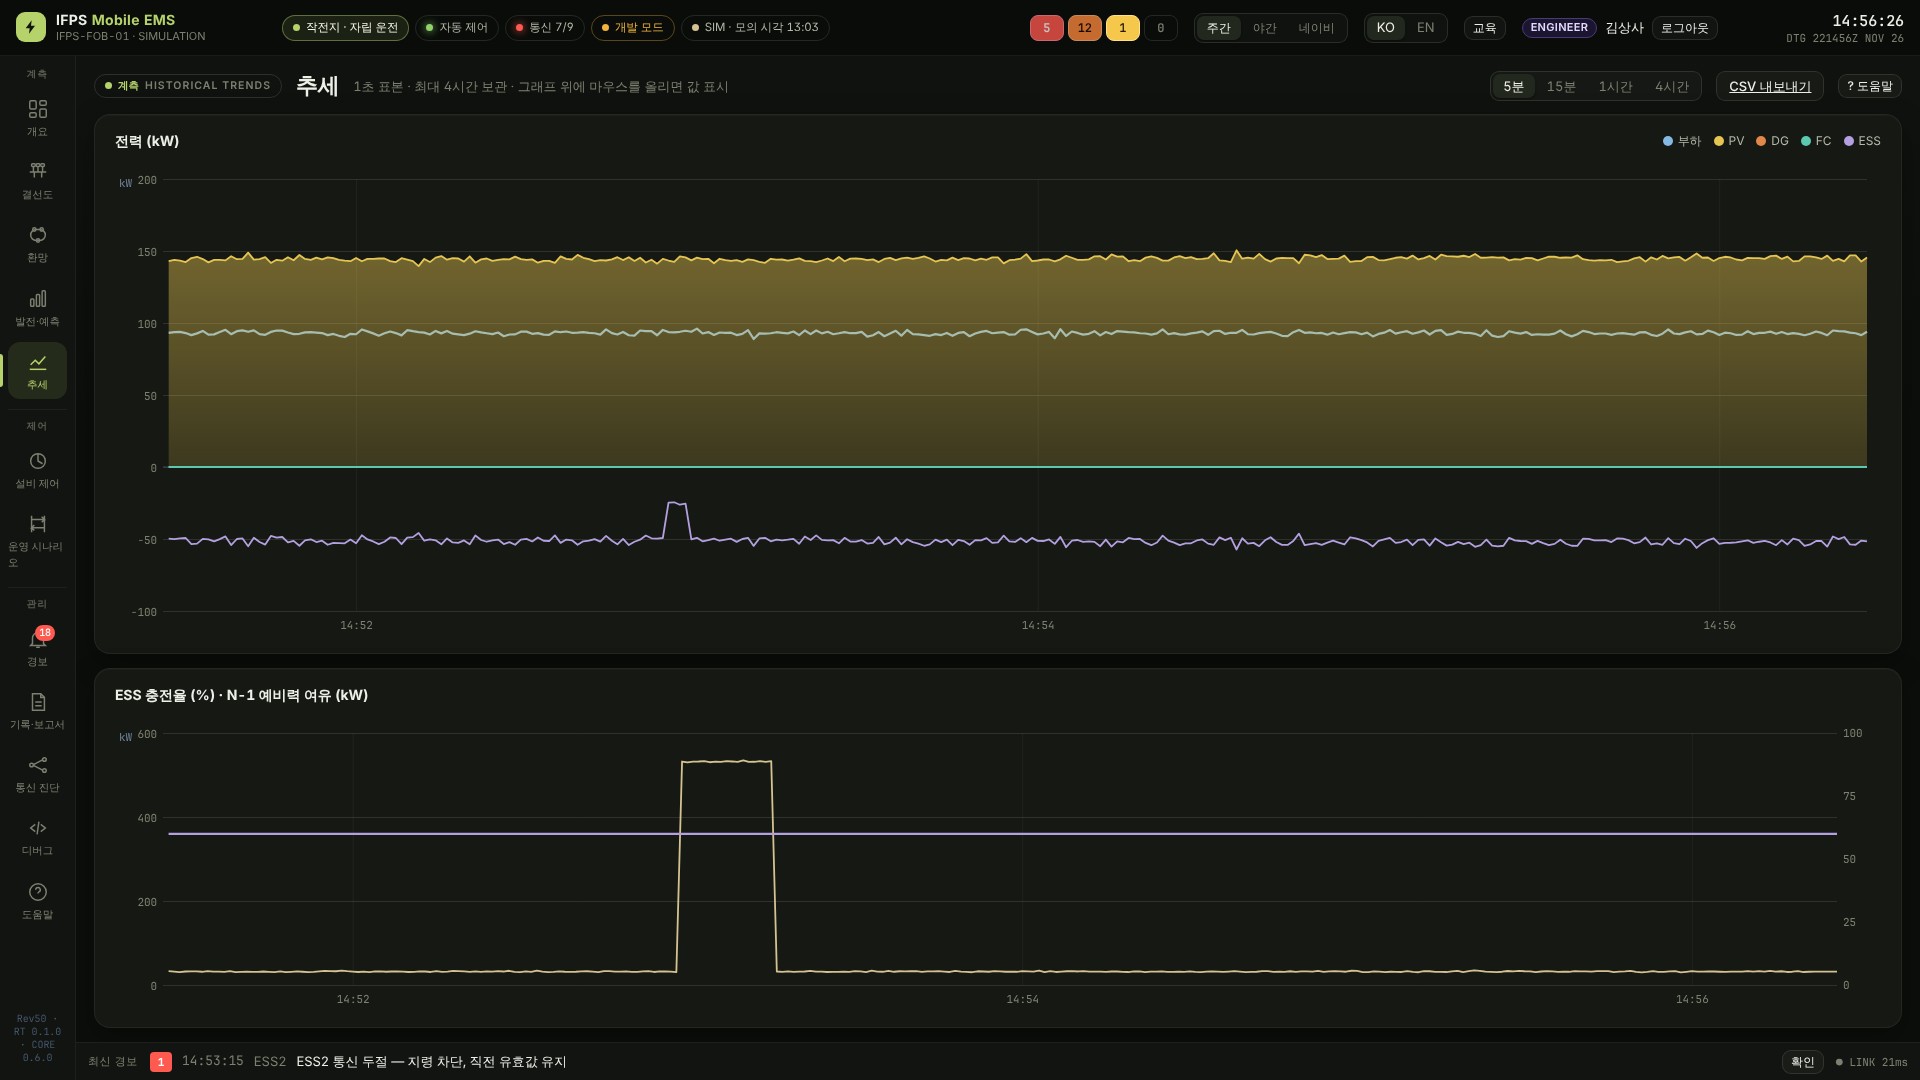 IFPS Mobile EMS
IFPS-FOB-01 · SIMULATION
작전지 · 자립 운전
자동 제어
통신 7/9
개발 모드
SIM · 모의 시각 13:03
5
12
1
0
주간
야간
네이비
KO
EN
교육
ENGINEER
김상사
로그아웃
14:56:26
DTG 221456Z NOV 26
계측
개요
결선도
환망
발전·예측
추세
제어
설비 제어
운영 시나리
오
관리
18
경보
기록·보고서
통신 진단
디버그
도움말
Rev50 ·
RT 0.1.0
· CORE
0.6.0
계측 HISTORICAL TRENDS
추세
1초 표본 · 최대 4시간 보관 · 그래프 위에 마우스를 올리면 값 표시
5분
15분
1시간
4시간
CSV 내보내기
? 도움말
전력 (kW)
부하
PV
DG
FC
ESS
kW 200
150
100
50
0
-50
-100
14:52
14:54
14:56
ESS 충전율 (%) · N-1 예비력 여유 (kW)
kW 600
400
200
0
100
75
50
25
0
14:52
14:54
14:56
최신 경보
1
14:53:15
ESS2
ESS2 통신 두절 — 지령 차단, 직전 유효값 유지
확인
LINK 21ms